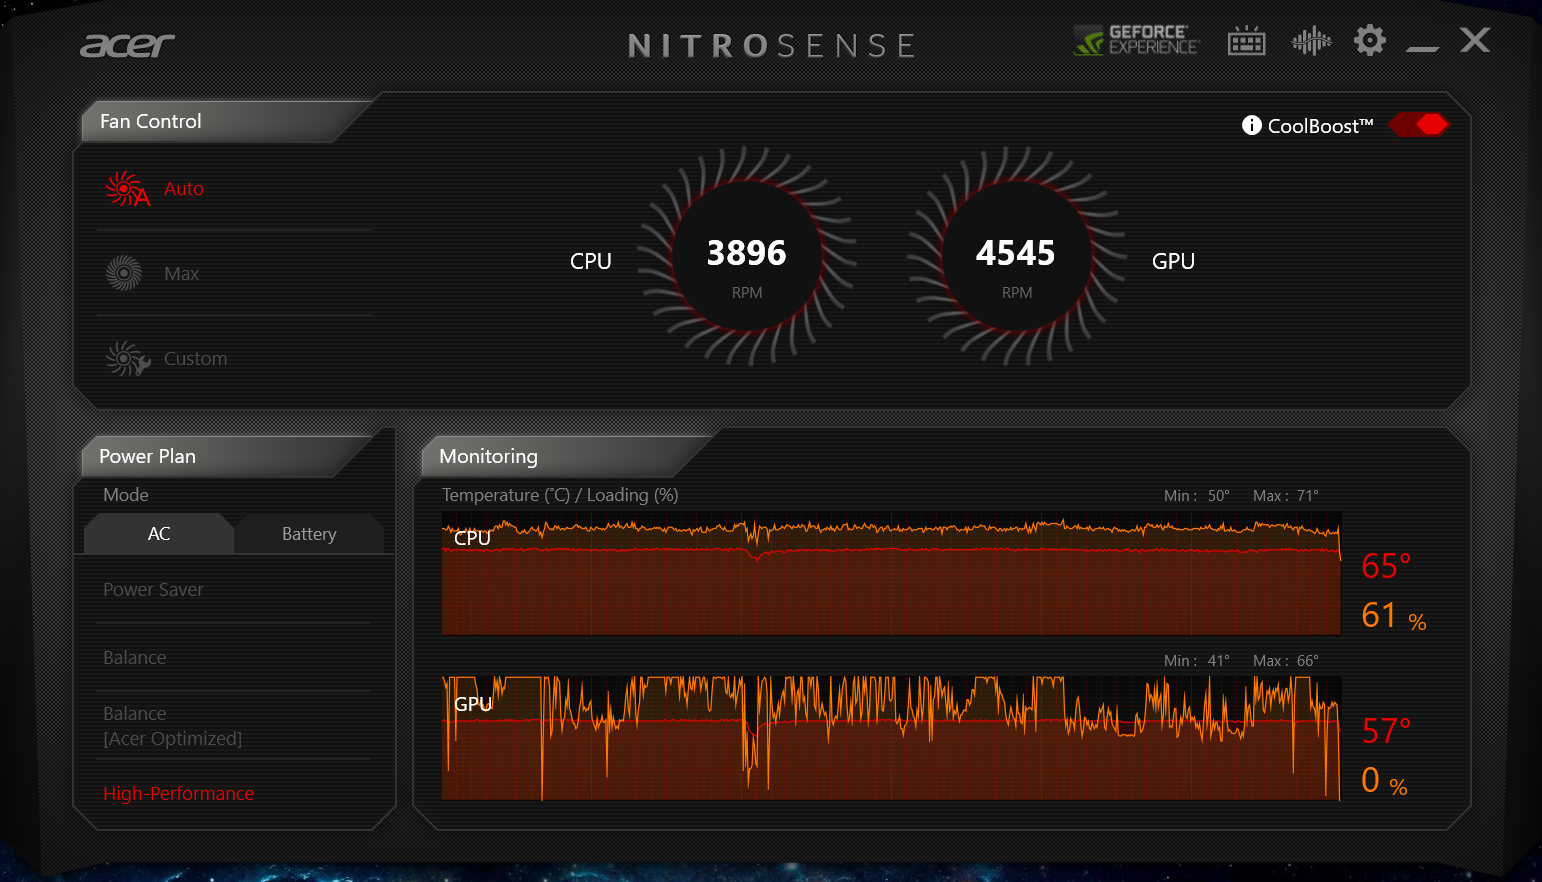 acer
NITROSENSE
GEFORCE®
EXPERIENCE™
Fan Control
CoolBoost™
Auto
Max
Custom
CPU
3896
RPM
4545
RPM
GPU
Power Plan
Mode
AC
Battery
Power Saver
Balance
Balance
[Acer Optimized]
High-Performance
Monitoring
Temperature (°C) / Loading (%)
Min : 50° Max : 71°
CPU
65°
61 %
Min : 41° Max : 66°
GPU
57°
0 %